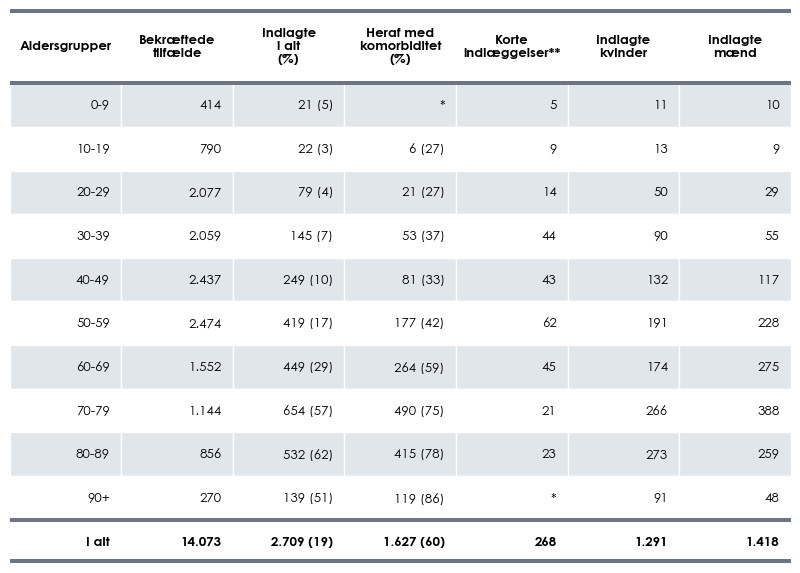 Aldersgrupper Bekræftede tilfælde Indlagte I alt (%) Heraf med komorbiditet (%) Korte indlæggelser** Indlagte kvinder Indlagte mænd
0-9 414 21 (5) * 5 11 10
10-19 790 22 (3) 6 (27) 9 13 9
20-29 2.077 79 (4) 21 (27) 14 50 29
30-39 2.059 145 (7) 53 (37) 44 90 55
40-49 2.437 249 (10) 81 (33) 43 132 117
50-59 2.474 419 (17) 177 (42) 62 191 228
60-69 1.552 449 (29) 264 (59) 45 174 275
70-79 1.144 654 (57) 490 (75) 21 266 388
80-89 856 532 (62) 415 (78) 23 273 259
90+ 270 139 (51) 119 (86) * 91 48
I alt 14.073 2.709 (19) 1.627 (60) 268 1.291 1.418